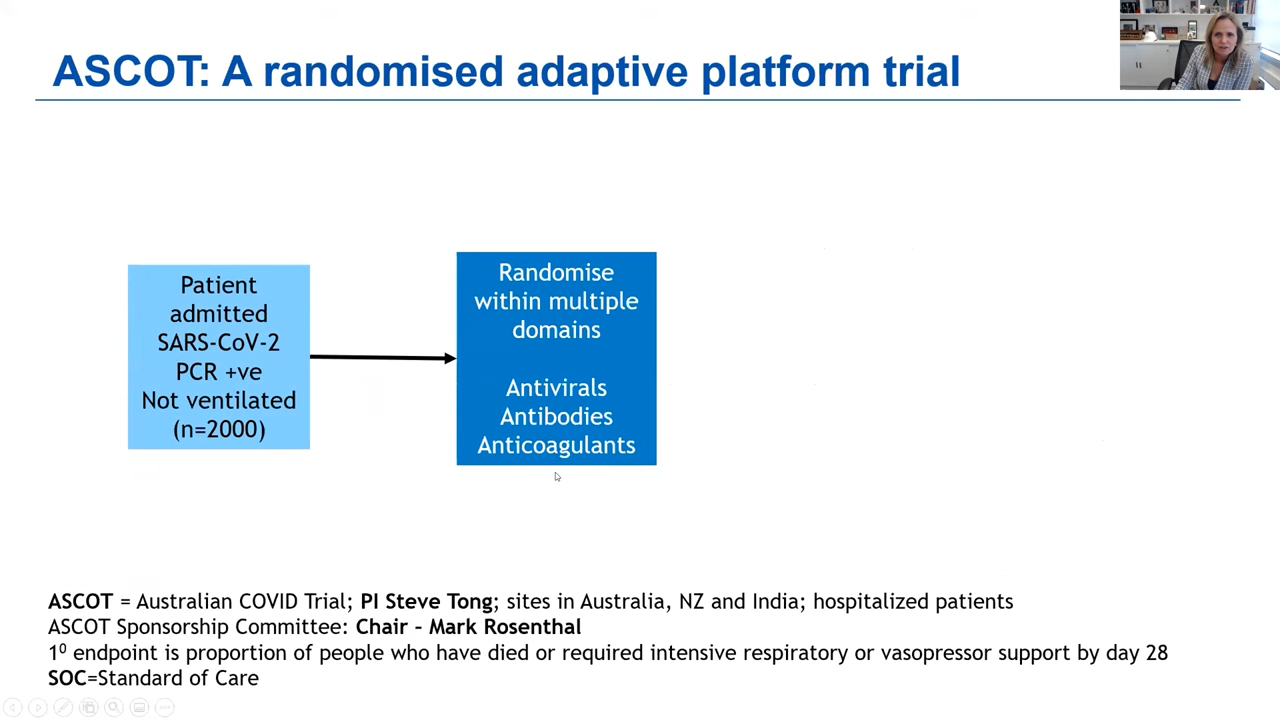 ASCOT: A randomised adaptive platform trial
Patient
admitted
SARS-CoV-2
PCR +ve
Not ventilated
(n=2000)
Randomise
within multiple
domains
Antivirals
Antibodies
Anticoagulants
ASCOT = Australian COVID Trial; PI Steve Tong; sites in Australia, NZ and India; hospitalized patients
ASCOT Sponsorship Committee: Chair – Mark Rosenthal
1⁰ endpoint is proportion of people who have died or required intensive respiratory or vasopressor support by day 28
SOC=Standard of Care